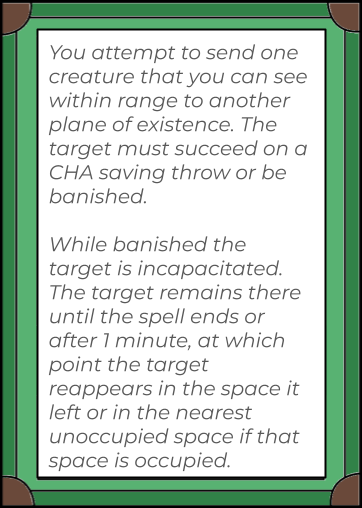 You attempt to send one
creature that you can see
within range to another
plane of existence. The
target must succeed on a
CHA saving throw or be
banished.
While banished the
target is incapacitated.
The target remains there
until the spell ends or
after 1 minute, at which
point the target
reappears in the space it
left or in the nearest
unoccupied space if that
space is occupied.